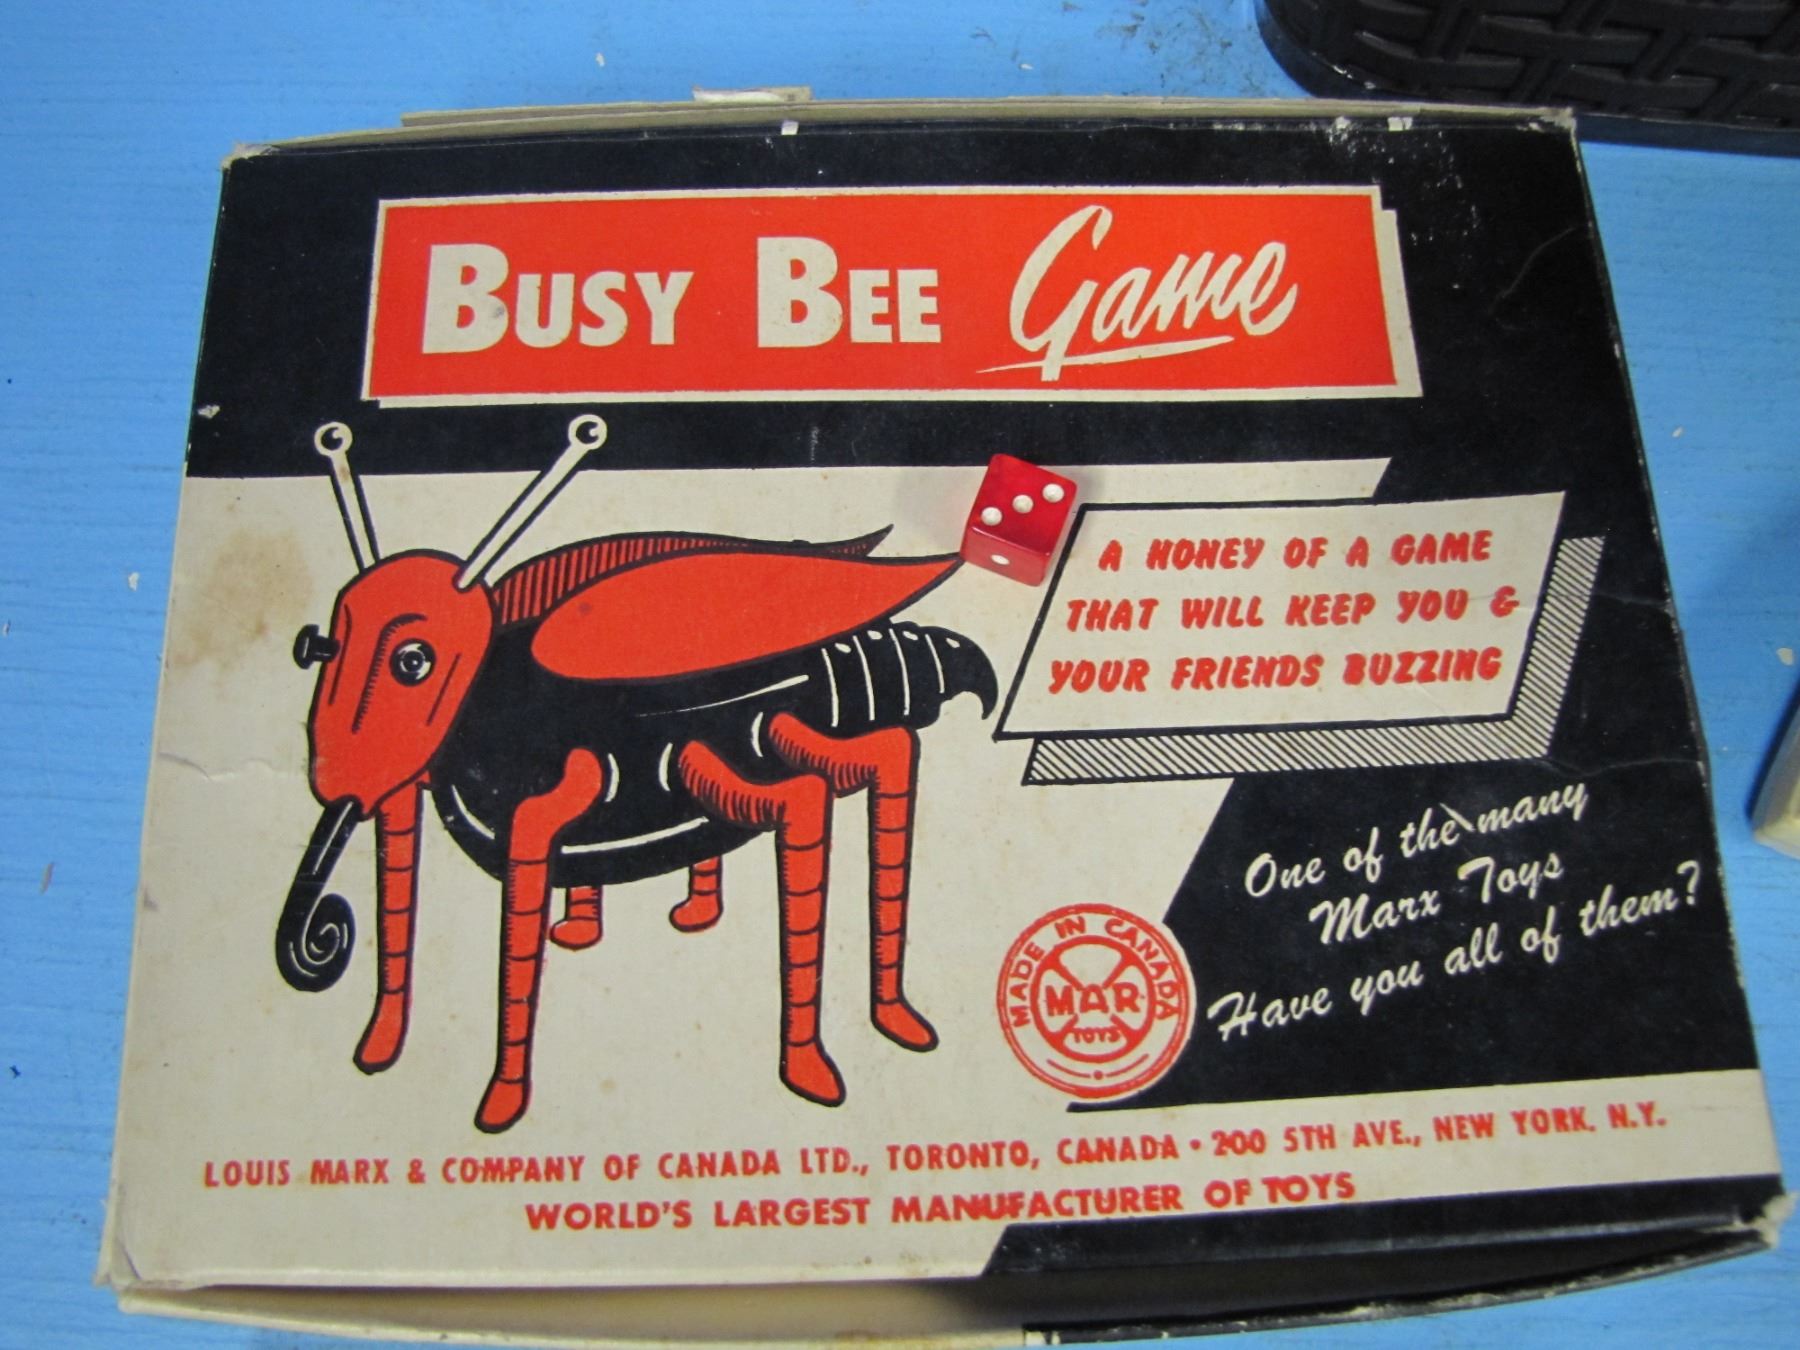 BUSY BEE Game
A HONEY OF A GAME
THAT WILL KEEP YOU &
YOUR FRIENDS BUZZING
One of the many
Marx Toys
Have you all of them?
MADE IN CANADA
MAR
TOYS
LOUIS MARX & COMPANY OF CANADA LTD., TORONTO, CANADA • 200 5TH AVE., NEW YORK, N.Y.
WORLD'S LARGEST MANUFACTURER OF TOYS